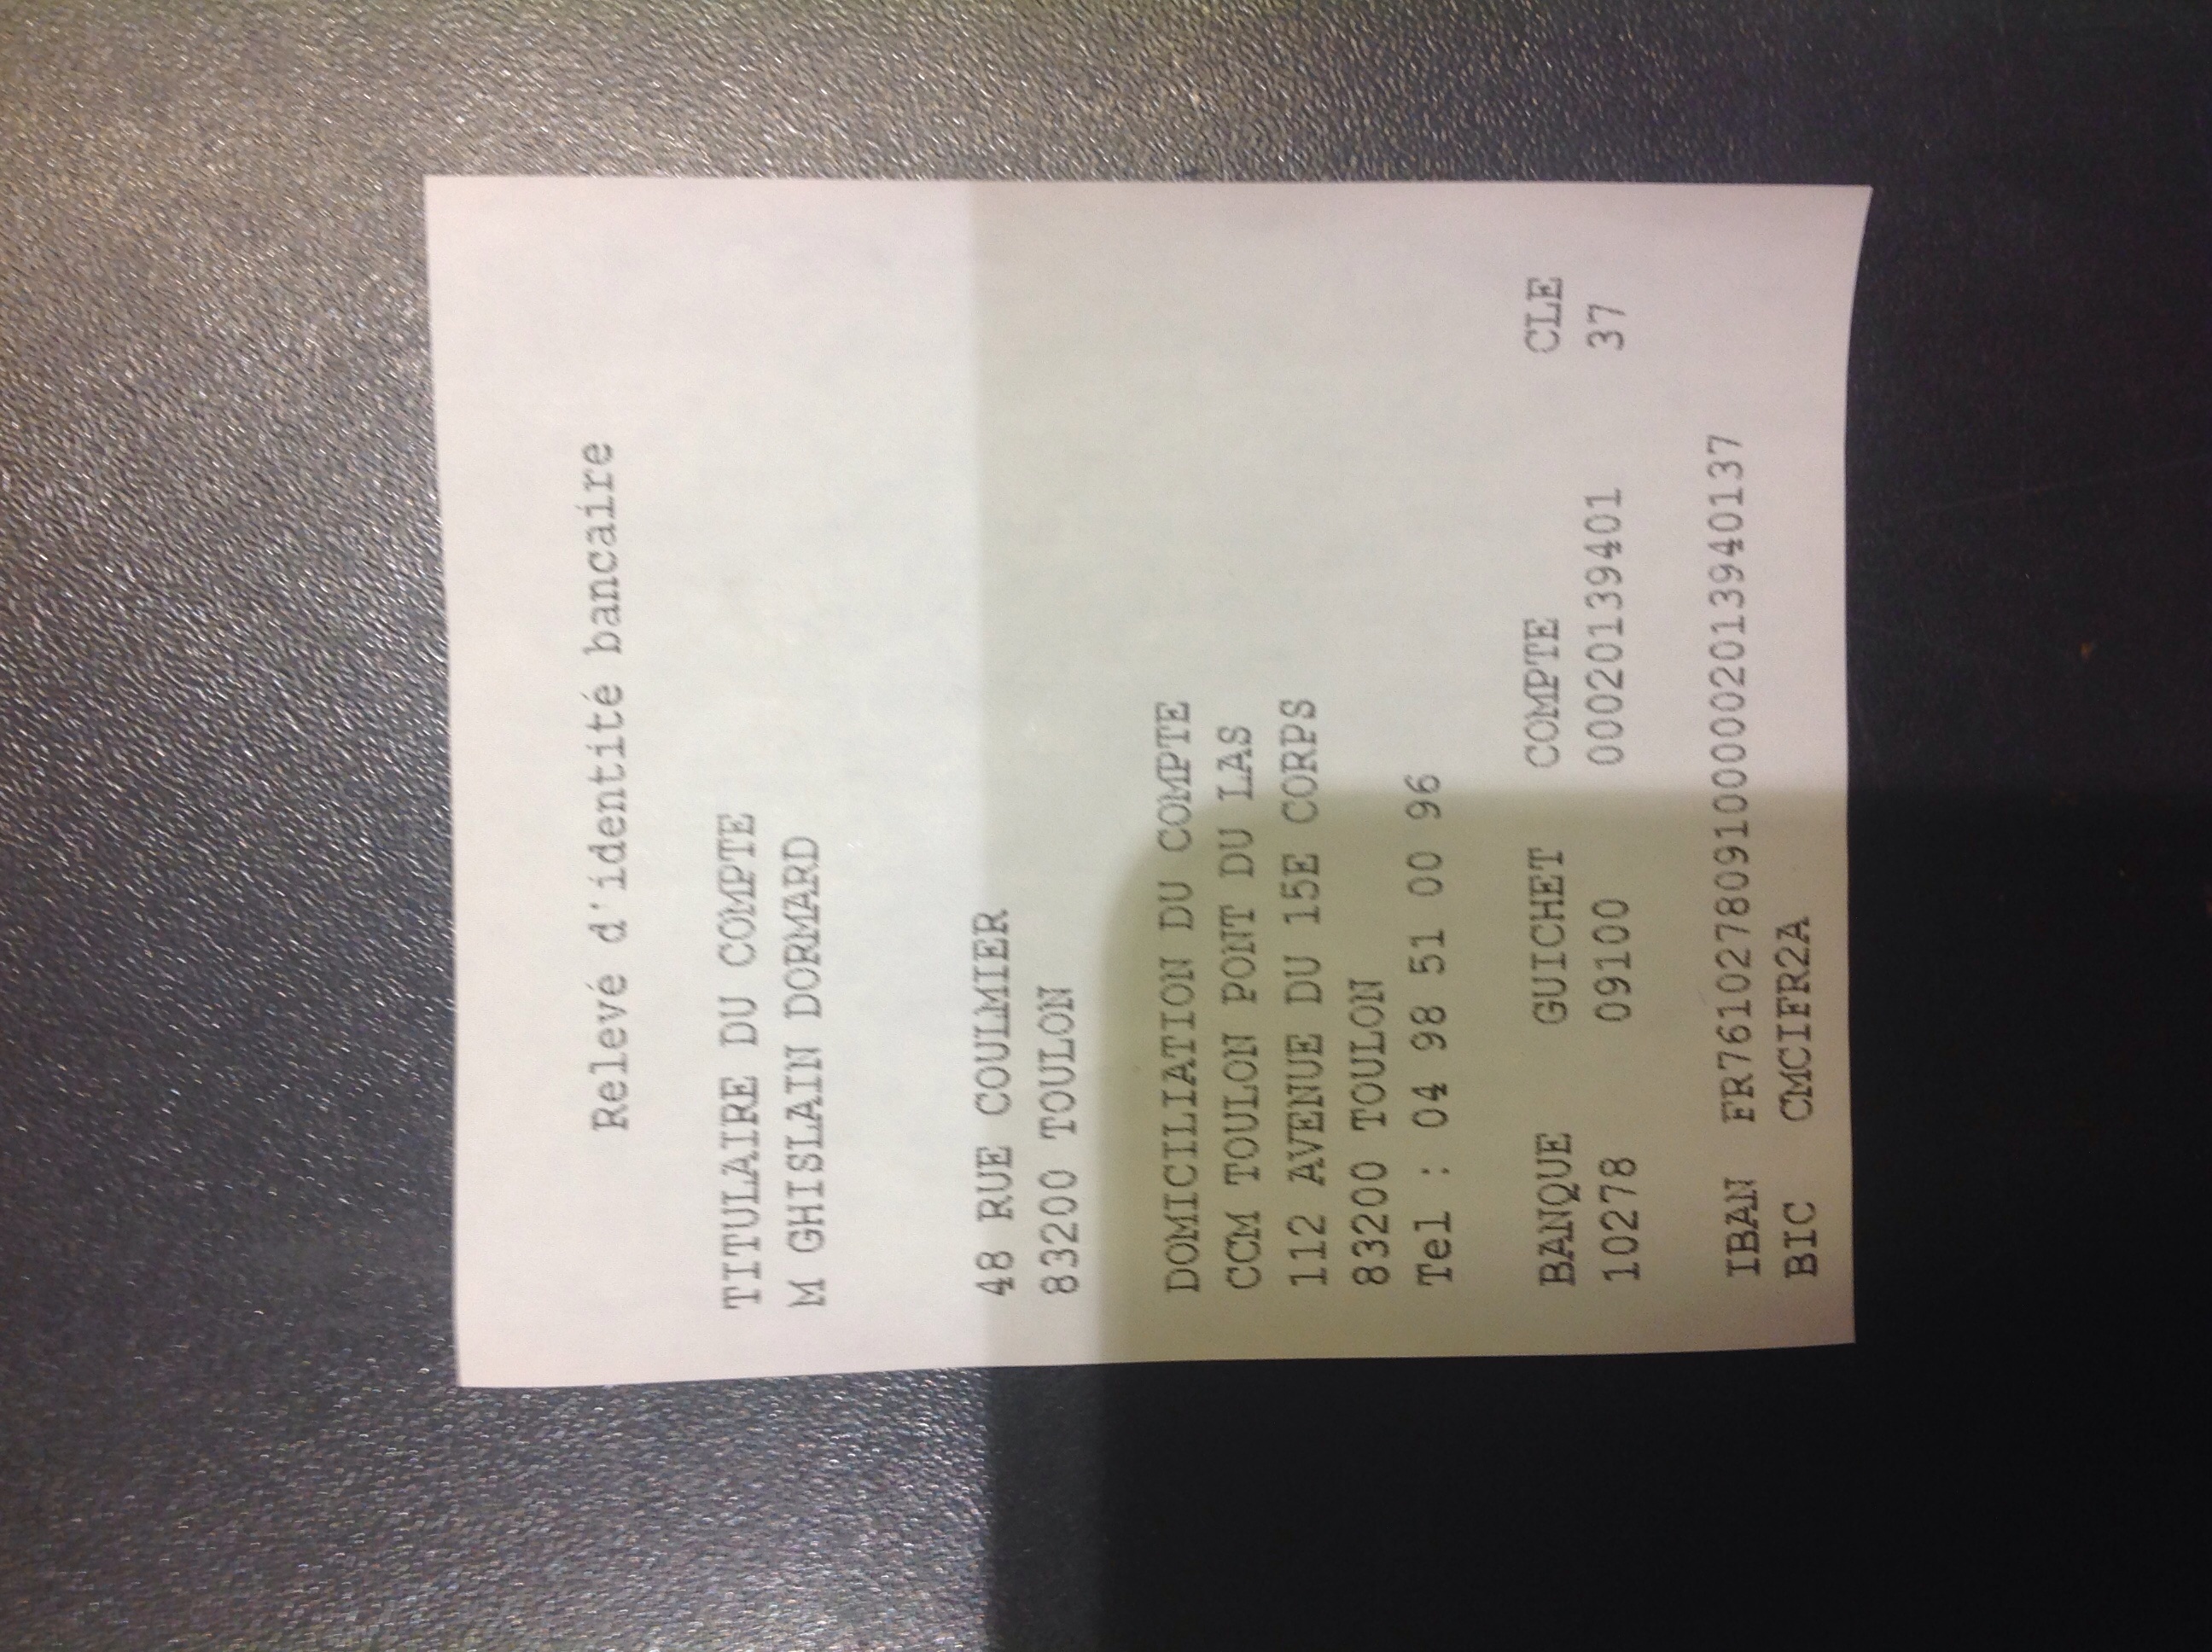 Relevé d'identité bancaire
TITULAIRE DU COMPTE
M GHISLAIN DORMARD
48 RUE COULMIER
83200 TOULON
DOMICILIATION DU COMPTE
CCM TOULON PONT DU LAS
112 AVENUE DU 15E CORPS
83200 TOULON
Tel : 04 98 51 00 96
BANQUE GUICHET COMPTE CLE
10278 09100 00020139401 37
IBAN FR7610278091000002013940137
BIC CMCIFR2A